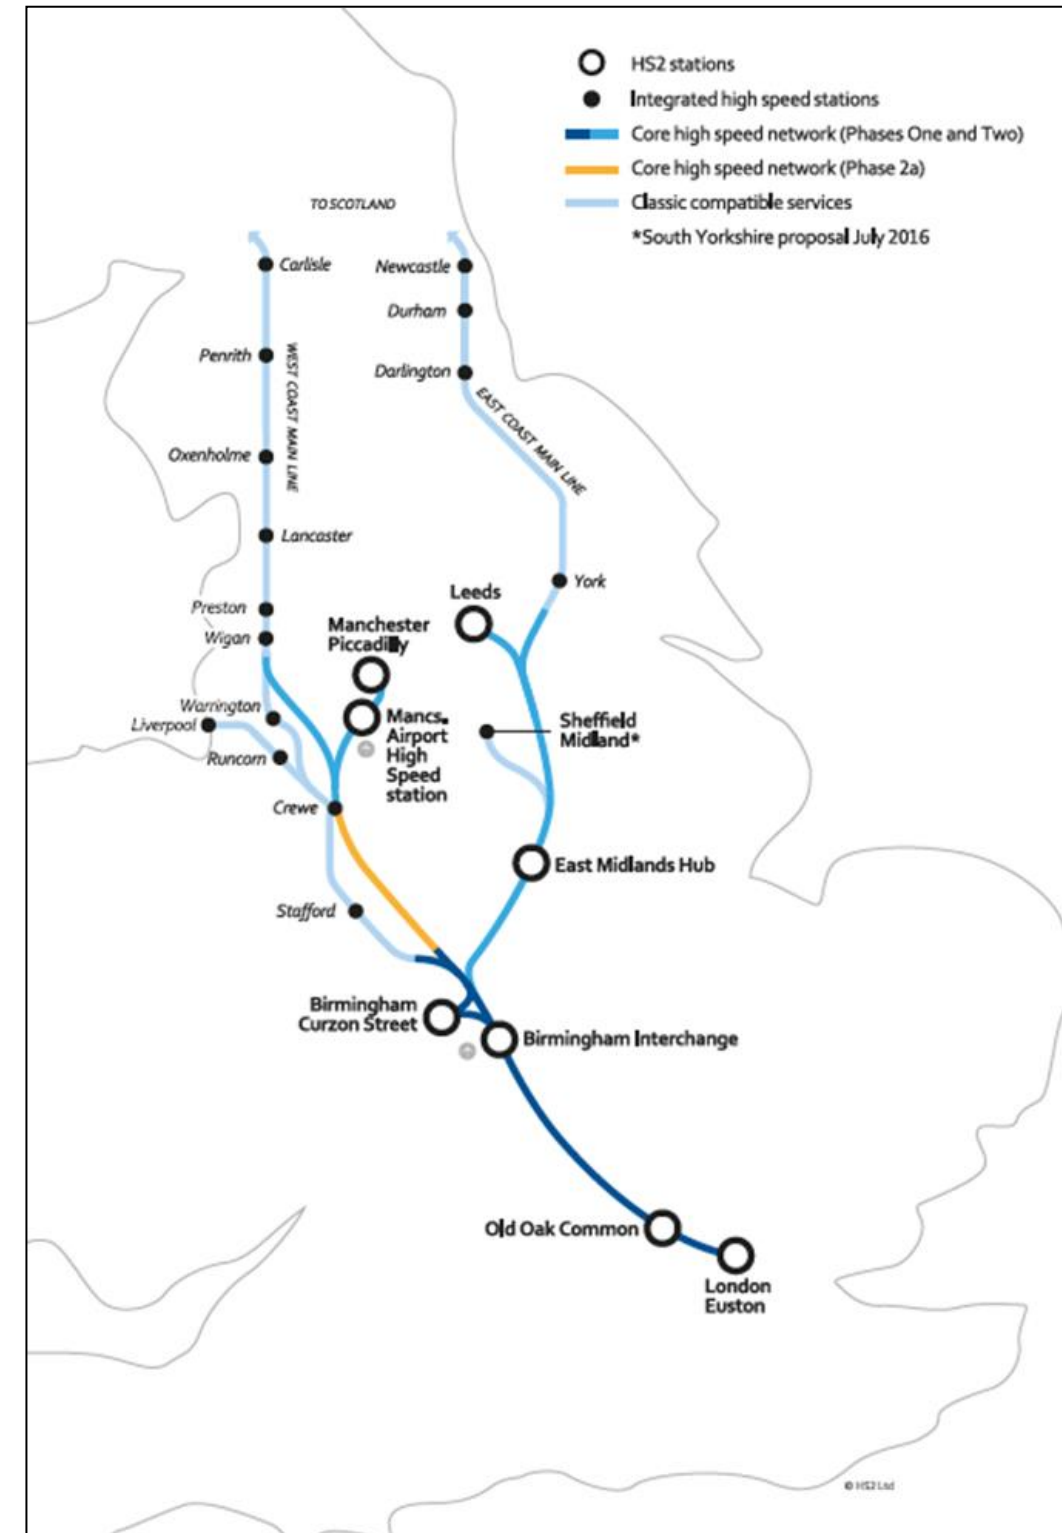 HS2 stations
Integrated high speed stations
Core high speed network (Phases One and Two)
Core high speed network (Phase 2a)
Classic compatible services
*South Yorkshire proposal July 2016
TO SCOTLAND
Carlisle
Newcastle
Durham
Penrith
Darlington
WEST COAST MAIN LINE
EAST COAST MAIN LINE
Oxenholme
Lancaster
York
Leeds
Preston
Manchester
Piccadilly
Wigan
Warrington
Liverpool
Mancs.
Airport
High
Speed
station
Sheffield
Midland*
Runcorn
Crewe
East Midlands Hub
Stafford
Birmingham
Curzon Street
Birmingham Interchange
Old Oak Common
London
Euston
© HS2 Ltd